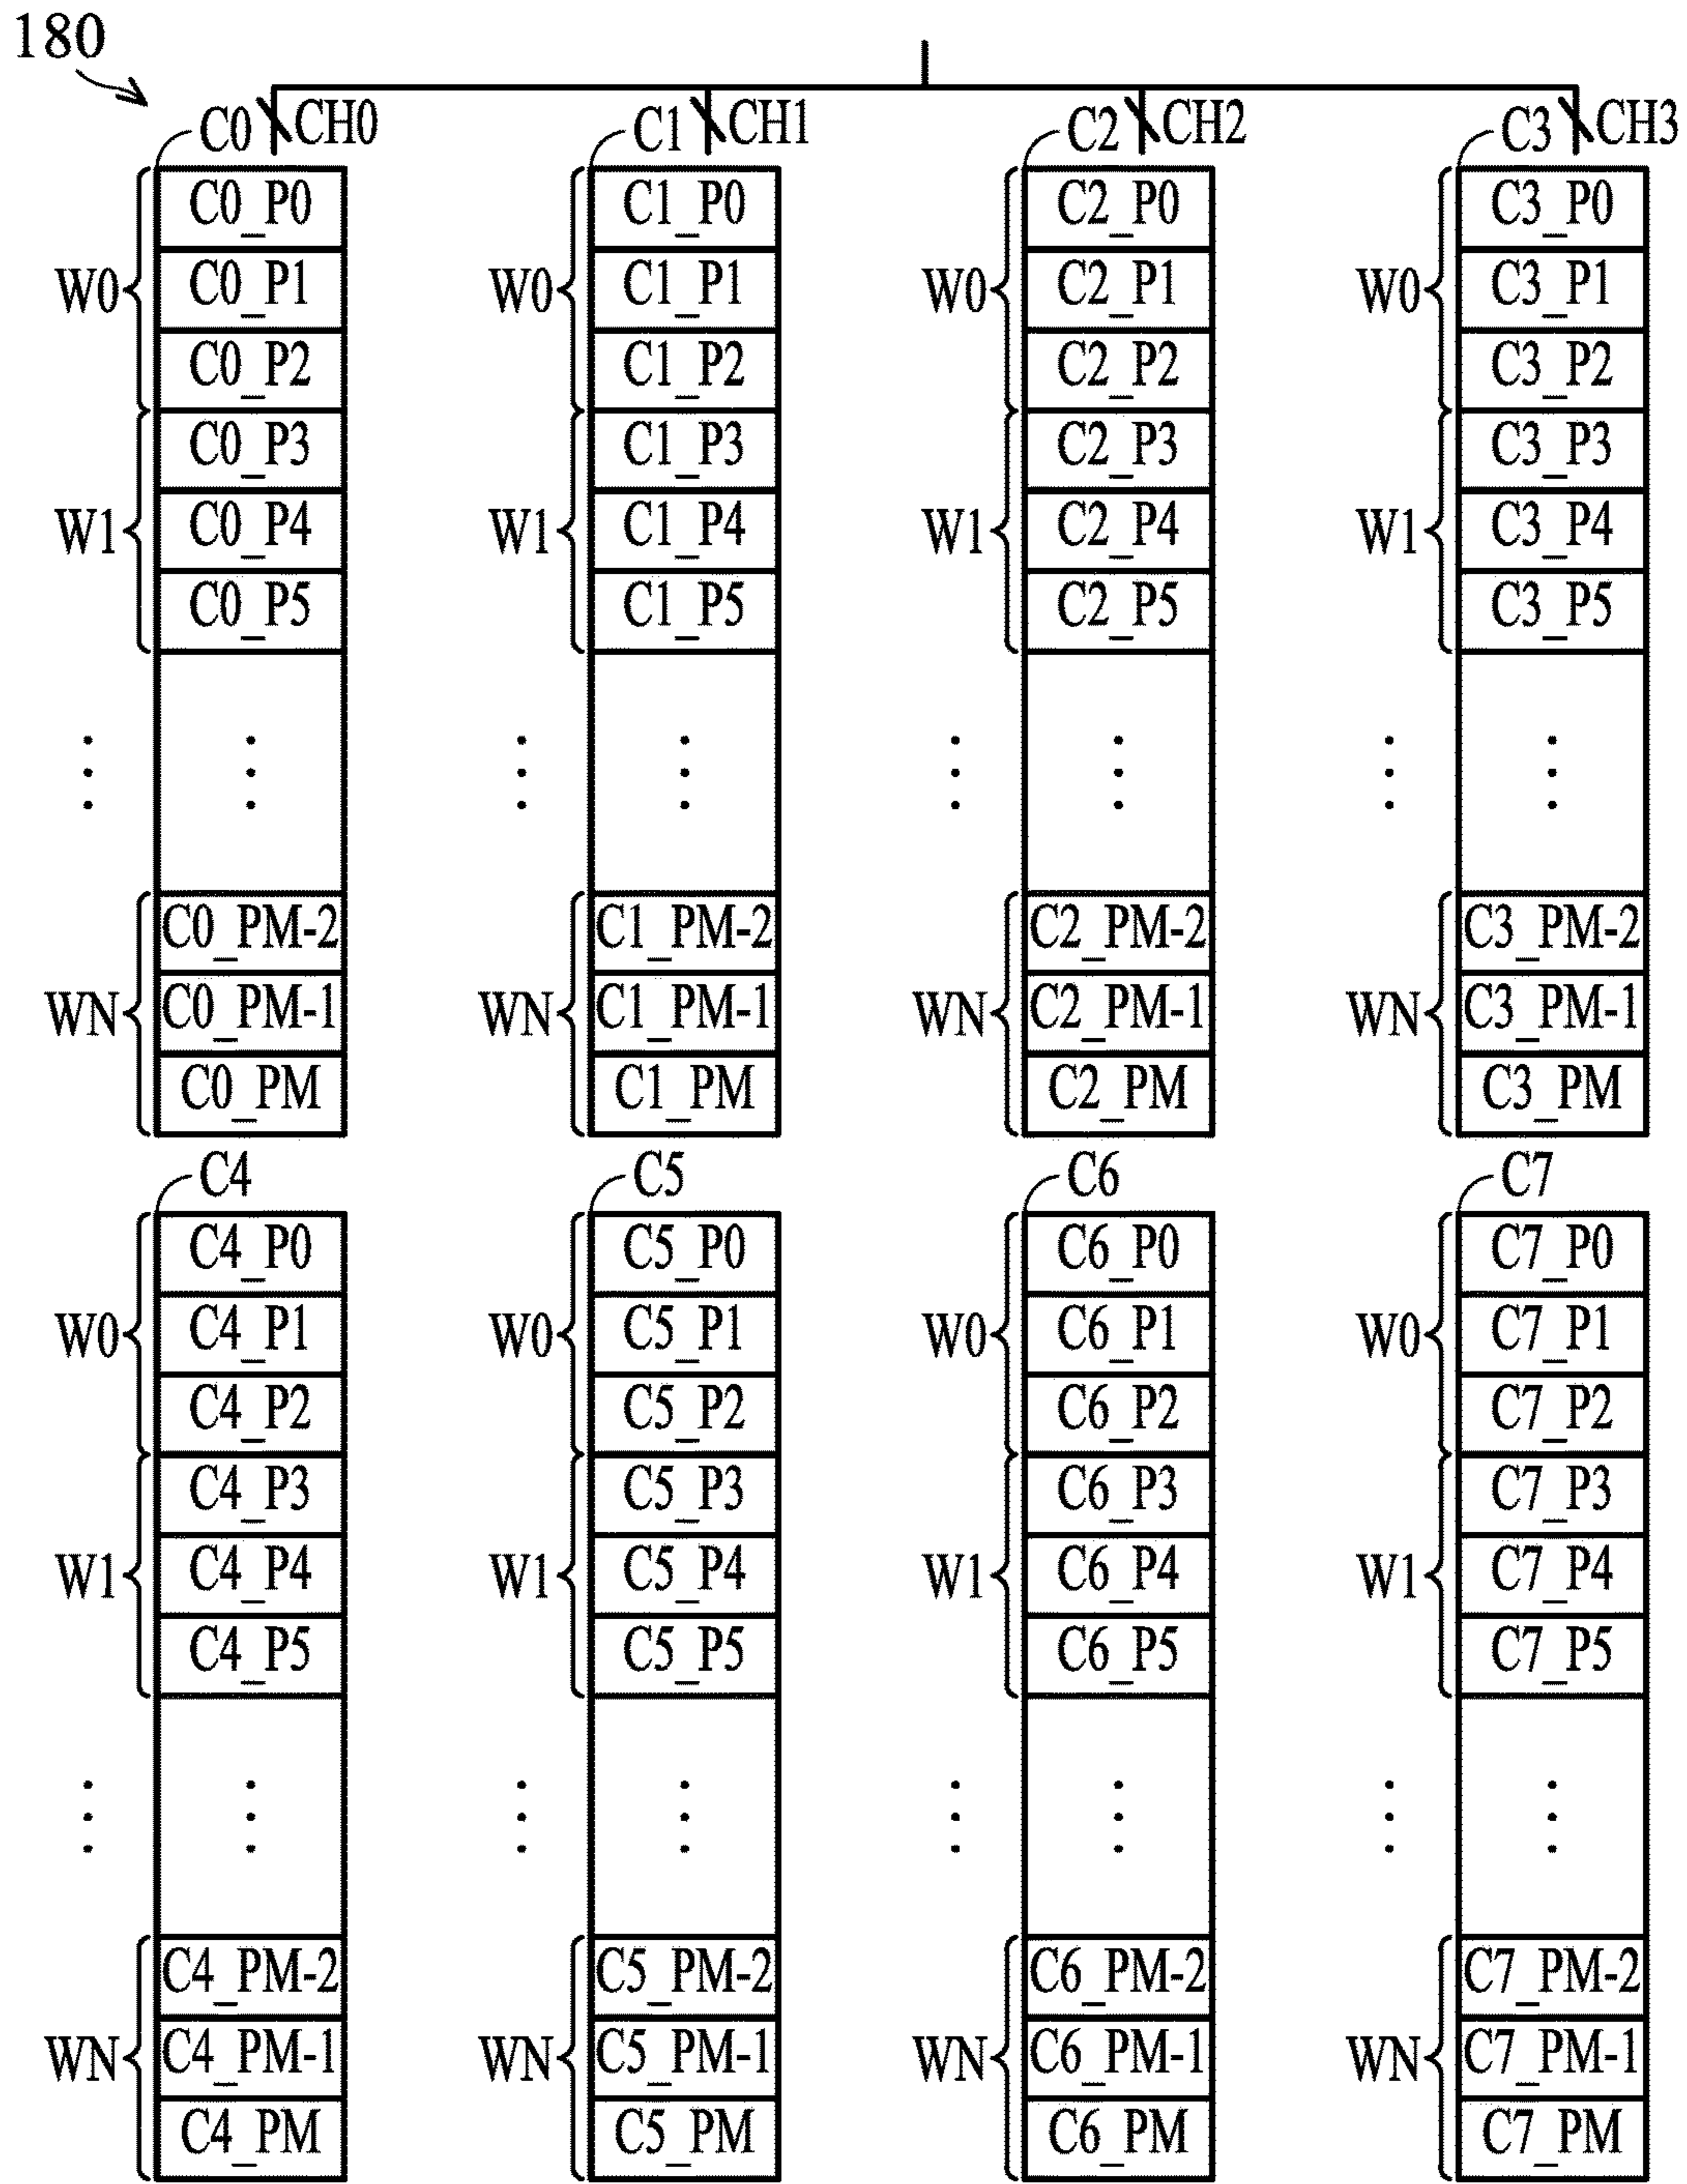 180
C0 CH0 C1 CH1 C2 CH2 C3 CH3
C0_P0 C1_P0 C2_P0 C3_P0
W0 C0_P1 W0 C1_P1 W0 C2_P1 W0 C3_P1
C0_P2 C1_P2 C2_P2 C3_P2
C0_P3 C1_P3 C2_P3 C3_P3
W1 C0_P4 W1 C1_P4 W1 C2_P4 W1 C3_P4
C0_P5 C1_P5 C2_P5 C3_P5
C0_PM-2 C1_PM-2 C2_PM-2 C3_PM-2
WN C0_PM-1 WN C1_PM-1 WN C2_PM-1 WN C3_PM-1
C0_PM C1_PM C2_PM C3_PM
C4 C5 C6 C7
C4_P0 C5_P0 C6_P0 C7_P0
W0 C4_P1 W0 C5_P1 W0 C6_P1 W0 C7_P1
C4_P2 C5_P2 C6_P2 C7_P2
C4_P3 C5_P3 C6_P3 C7_P3
W1 C4_P4 W1 C5_P4 W1 C6_P4 W1 C7_P4
C4_P5 C5_P5 C6_P5 C7_P5
C4_PM-2 C5_PM-2 C6_PM-2 C7_PM-2
WN C4_PM-1 WN C5_PM-1 WN C6_PM-1 WN C7_PM-1
C4_PM C5_PM C6_PM C7_PM